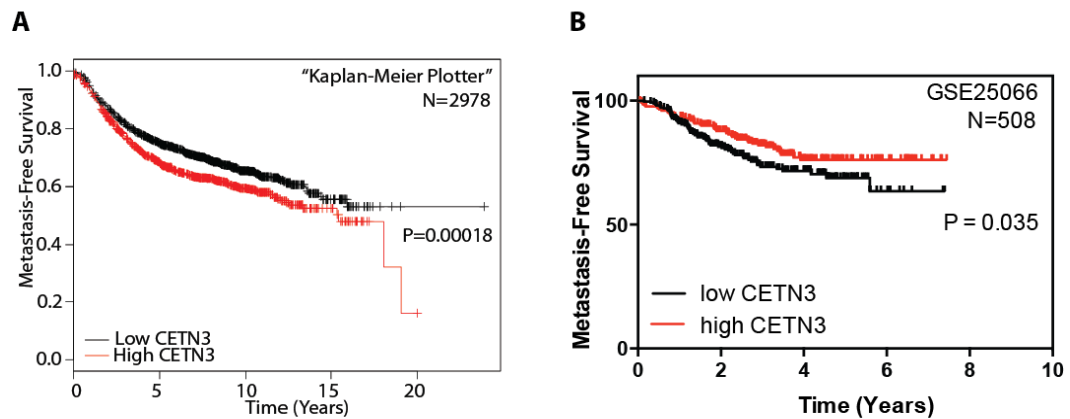 A
Metastasis-Free Survival
1.0
0.8
0.6
0.4
0.2
0.0
"Kaplan-Meier Plotter"
N=2978
P=0.00018
Low CETN3
High CETN3
0 5 10 15 20
Time (Years)
B
Metastasis-Free Survival
100
50
0
GSE25066
N=508
P = 0.035
low CETN3
high CETN3
0 2 4 6 8 10
Time (Years)